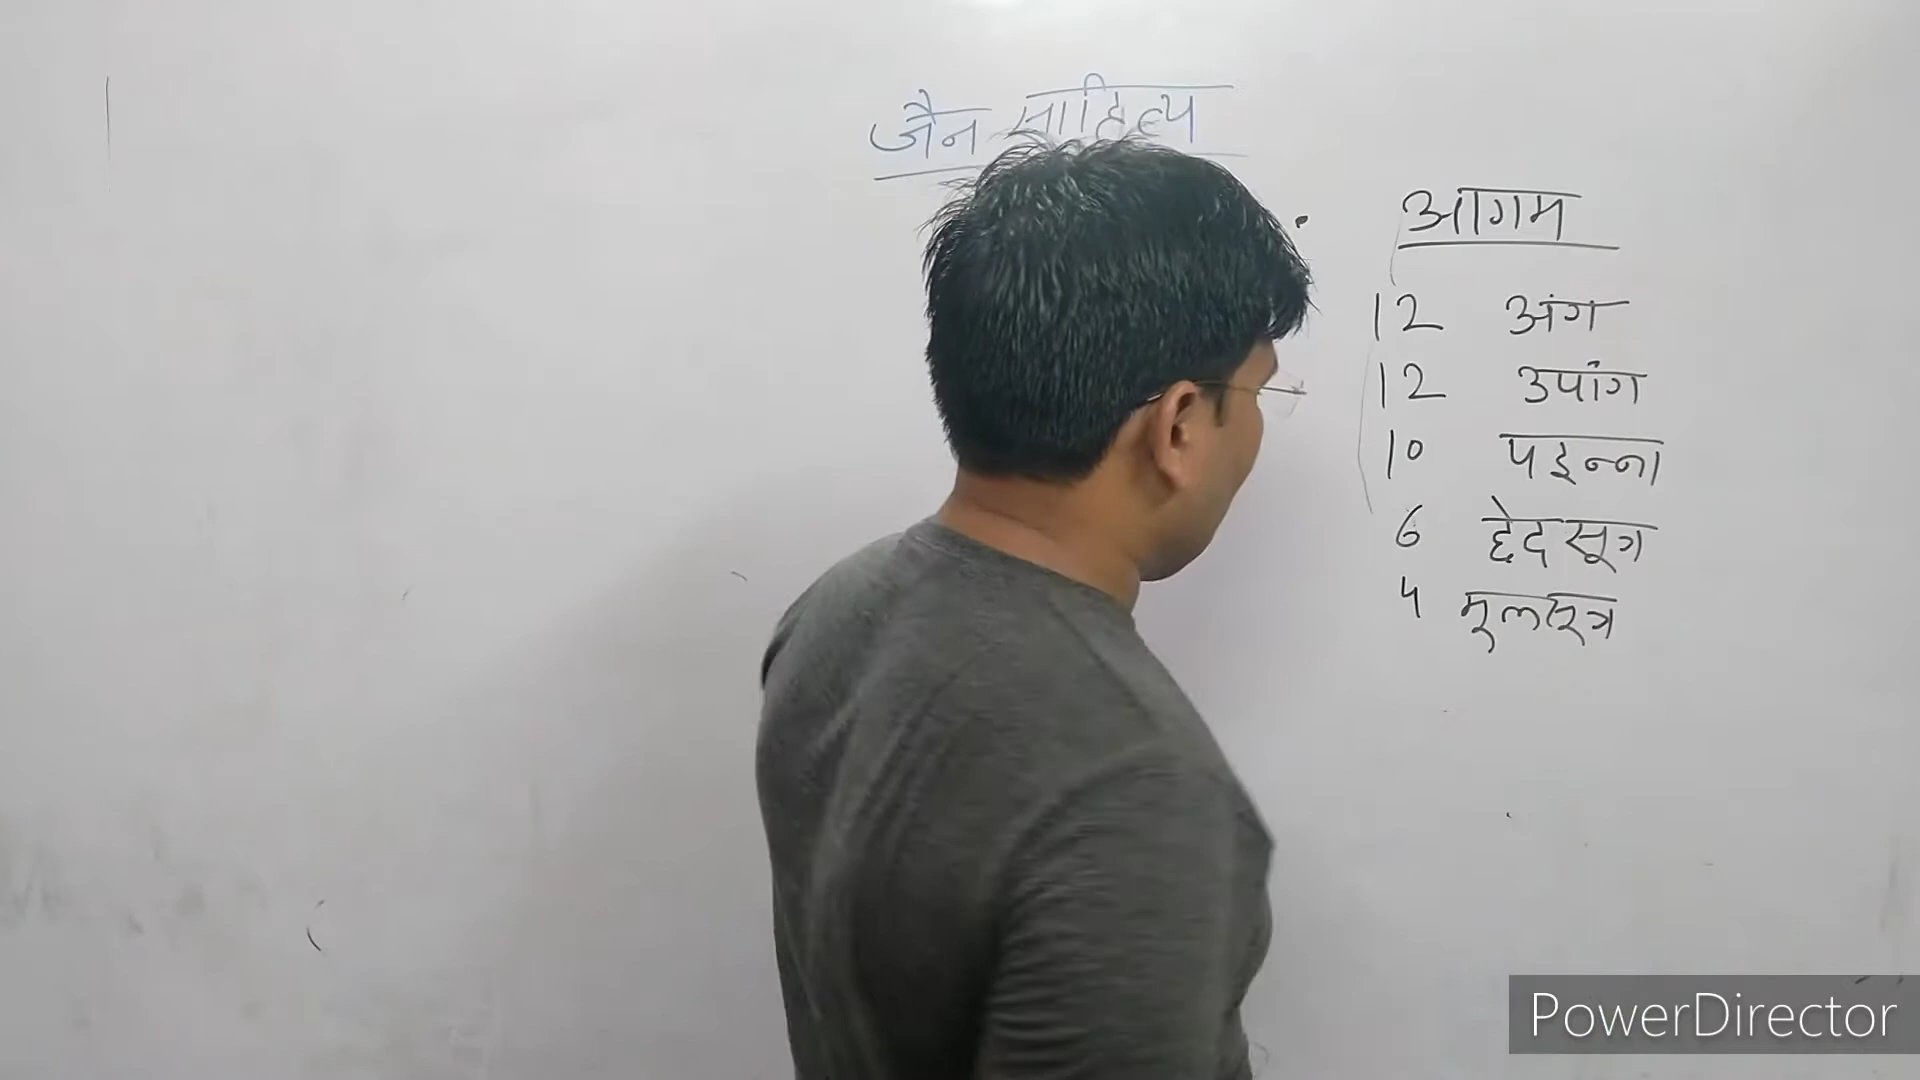 जैन साहित्य
आगम
12 अंग
12 उपांग
10 पइन्ना
6 छेदसूत्र
4 मूलसूत्र
PowerDirector